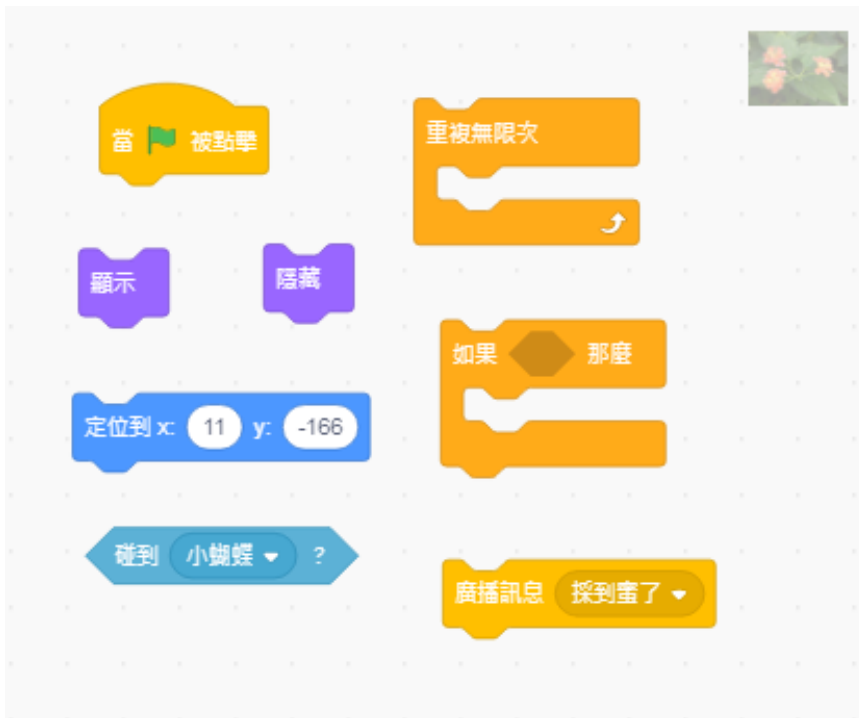 當 被點擊
重複無限次
顯示
隱藏
如果 那麼
定位到 x: 11 y: -166
碰到 小蝴蝶 ?
廣播訊息 採到蜜了